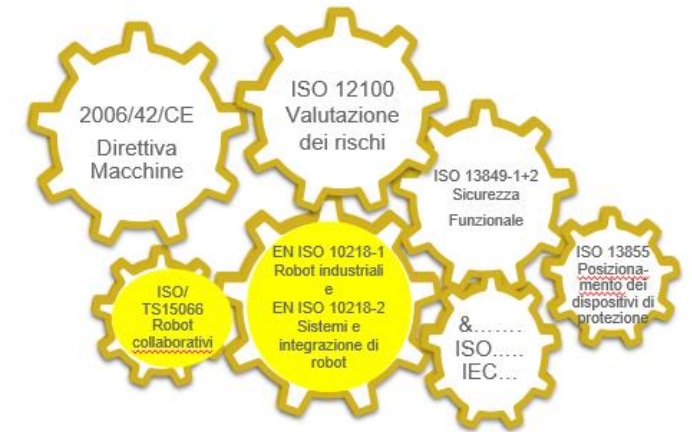 2006/42/CE
Direttiva
Macchine
ISO 12100
Valutazione
dei rischi
ISO 13849-1+2
Sicurezza
Funzionale
ISO 13855
Posiziona-
mento dei
dispositivi di
protezione
ISO/
TS15066
Robot
collaborativi
EN ISO 10218-1
Robot industriali
e
EN ISO 10218-2
Sistemi e
integrazione di
robot
&.......
ISO.....
IEC...